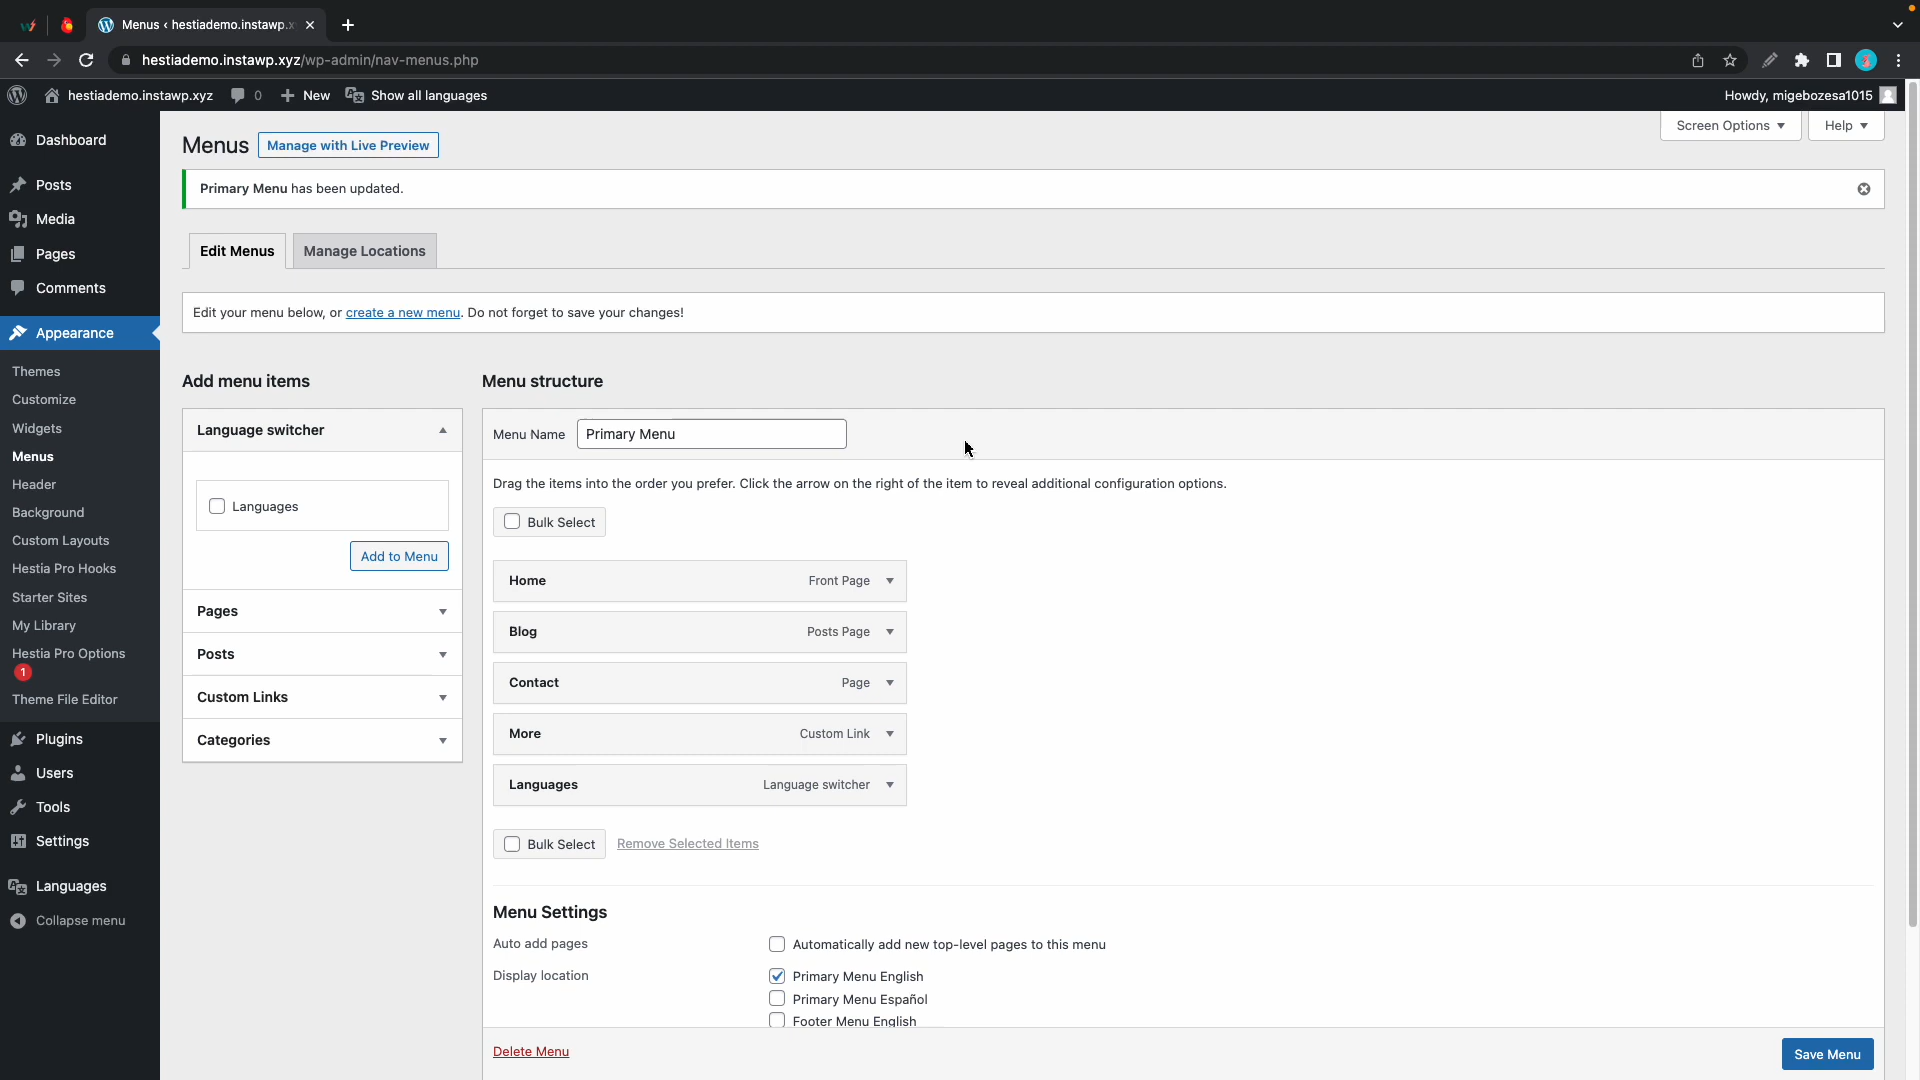 Menus < hestiademo.instawp.x
hestiademo.instawp.xyz/wp-admin/nav-menus.php
hestiademo.instawp.xyz 0 New Show all languages
Howdy, migebozesa1015
Dashboard
Posts
Media
Pages
Comments
Appearance
Themes
Customize
Widgets
Menus
Header
Background
Custom Layouts
Hestia Pro Hooks
Starter Sites
My Library
Hestia Pro Options
1
Theme File Editor
Plugins
Users
Tools
Settings
Languages
Collapse menu
Screen Options
Help
Menus
Manage with Live Preview
Primary Menu has been updated.
Edit Menus
Manage Locations
Edit your menu below, or create a new menu. Do not forget to save your changes!
Add menu items
Language switcher
Languages
Add to Menu
Pages
Posts
Custom Links
Categories
Menu structure
Menu Name Primary Menu
Drag the items into the order you prefer. Click the arrow on the right of the item to reveal additional configuration options.
Bulk Select
Home Front Page
Blog Posts Page
Contact Page
More Custom Link
Languages Language switcher
Bulk Select Remove Selected Items
Menu Settings
Auto add pages Automatically add new top-level pages to this menu
Display location Primary Menu English
Primary Menu Español
Footer Menu English
Delete Menu
Save Menu